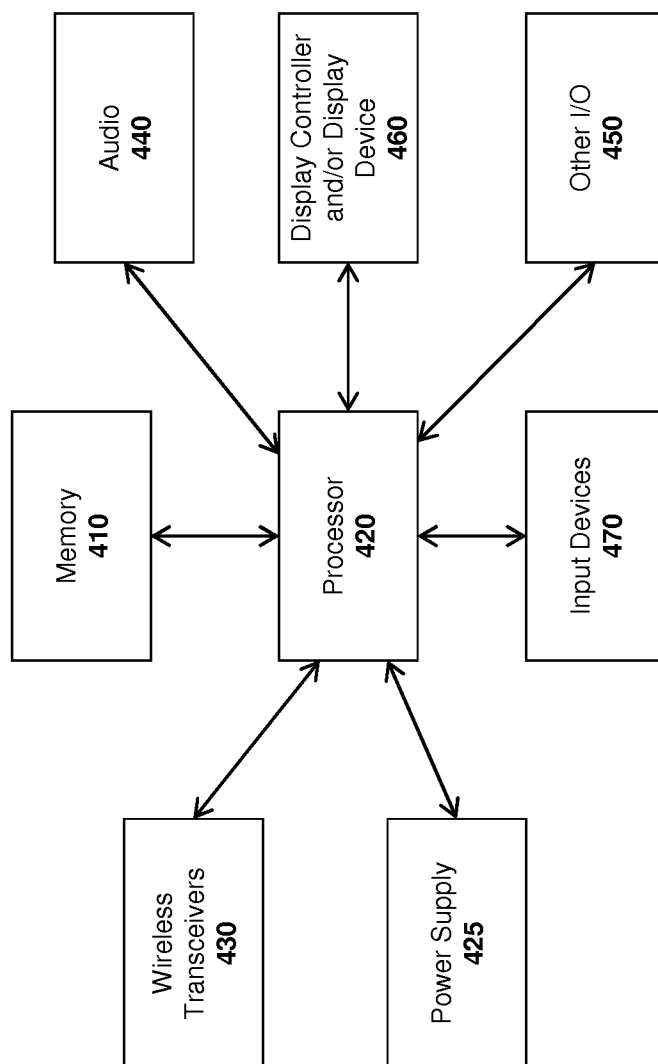 Memory
410
Audio
440
Wireless
Transceivers
430
Processor
420
Display Controller
and/or Display
Device
460
Power Supply
425
Input Devices
470
Other I/O
450